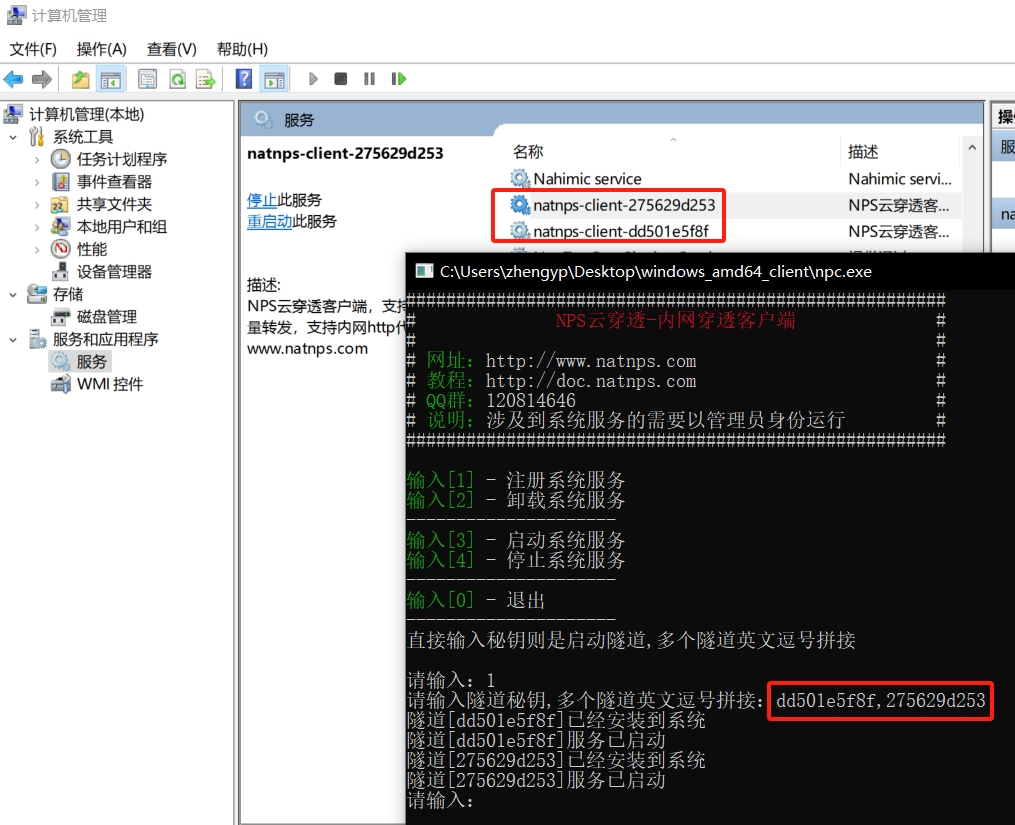 计算机管理
文件(F) 操作(A) 查看(V) 帮助(H)
计算机管理(本地)
系统工具
任务计划程序
事件查看器
共享文件夹
本地用户和组
性能
设备管理器
存储
磁盘管理
服务和应用程序
服务
WMI 控件
服务
natnps-client-275629d253
停止此服务
重启动此服务
描述:
NPS云穿透客户端，支持
量转发，支持内网http代
www.natnps.com
名称 描述
Nahimic service Nahimic servi...
natnps-client-275629d253 NPS云穿透客...
natnps-client-dd501e5f8f NPS云穿透客...
服
na
C:\Users\zhengyp\Desktop\windows_amd64_client\npc.exe
######################################################
# NPS云穿透-内网穿透客户端 #
# #
# 网址: http://www.natnps.com #
# 教程: http://doc.natnps.com #
# QQ群: 120814646 #
# 说明: 涉及到系统服务的需要以管理员身份运行 #
######################################################
输入[1] - 注册系统服务
输入[2] - 卸载系统服务
---------------------
输入[3] - 启动系统服务
输入[4] - 停止系统服务
---------------------
输入[0] - 退出
---------------------
直接输入秘钥则是启动隧道,多个隧道英文逗号拼接
请输入: 1
请输入隧道秘钥,多个隧道英文逗号拼接: dd501e5f8f,275629d253
隧道[dd501e5f8f]已经安装到系统
隧道[dd501e5f8f]服务已启动
隧道[275629d253]已经安装到系统
隧道[275629d253]服务已启动
请输入: